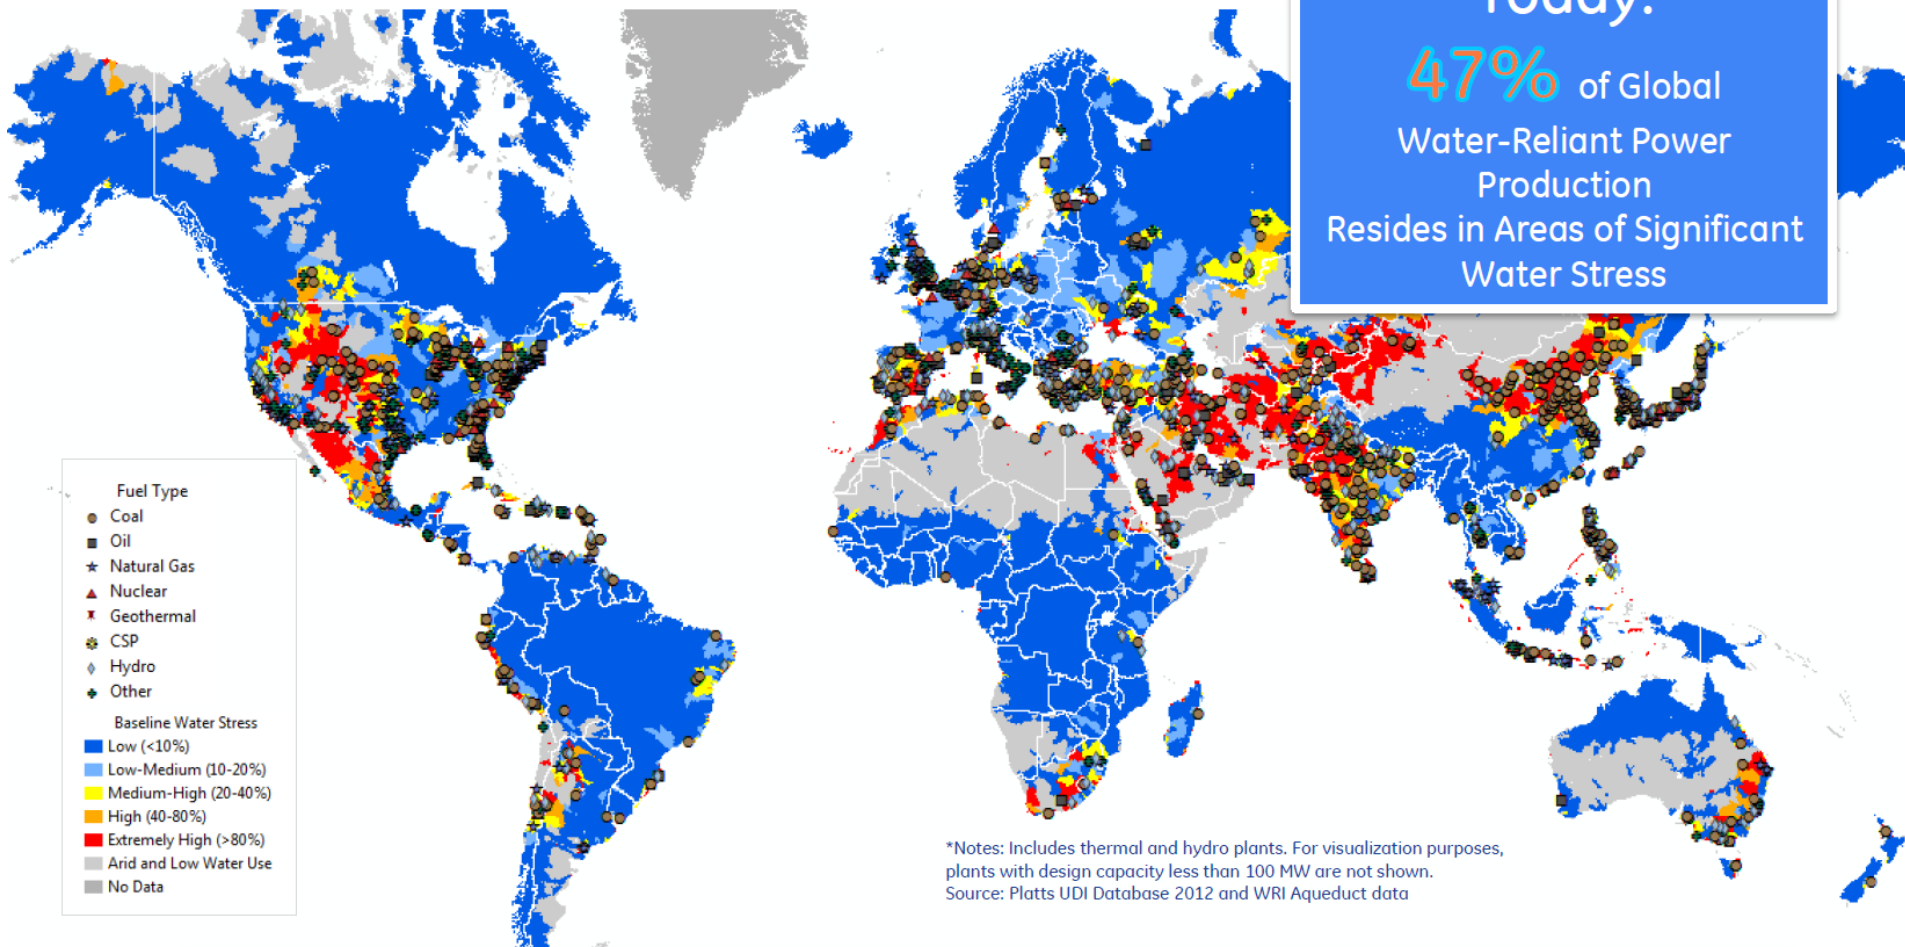 Today:
47% of Global
Water-Reliant Power
Production
Resides in Areas of Significant
Water Stress
Fuel Type
Coal
Oil
Natural Gas
Nuclear
Geothermal
CSP
Hydro
Other
Baseline Water Stress
Low (<10%)
Low-Medium (10-20%)
Medium-High (20-40%)
High (40-80%)
Extremely High (>80%)
Arid and Low Water Use
No Data
*Notes: Includes thermal and hydro plants. For visualization purposes,
plants with design capacity less than 100 MW are not shown.
Source: Platts UDI Database 2012 and WRI Aqueduct data